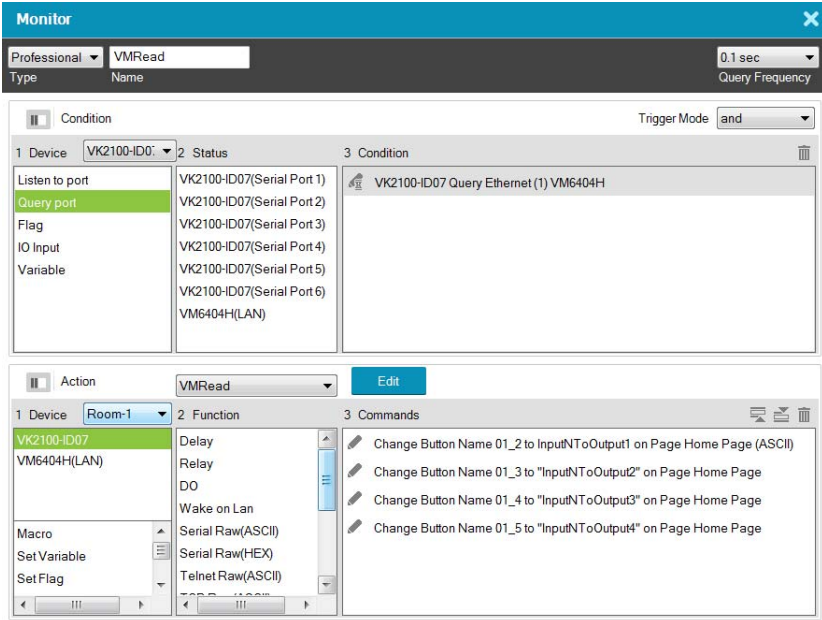 Monitor
Professional VMRead 0.1 sec
Type Name Query Frequency
Condition Trigger Mode and
1 Device VK2100-ID0 2 Status 3 Condition
Listen to port VK2100-ID07(Serial Port 1) VK2100-ID07 Query Ethernet (1) VM6404H
Query port VK2100-ID07(Serial Port 2)
Flag VK2100-ID07(Serial Port 3)
IO Input VK2100-ID07(Serial Port 4)
Variable VK2100-ID07(Serial Port 5)
VK2100-ID07(Serial Port 6)
VM6404H(LAN)
Action VMRead Edit
1 Device Room-1 2 Function 3 Commands
VK2100-ID07 Delay Change Button Name 01_2 to InputNToOutput1 on Page Home Page (ASCII)
VM6404H(LAN) Relay Change Button Name 01_3 to "InputNToOutput2" on Page Home Page
DO Change Button Name 01_4 to "InputNToOutput3" on Page Home Page
Wake on Lan Change Button Name 01_5 to "InputNToOutput4" on Page Home Page
Macro Serial Raw(ASCII)
Set Variable Serial Raw(HEX)
Set Flag Telnet Raw(ASCII)